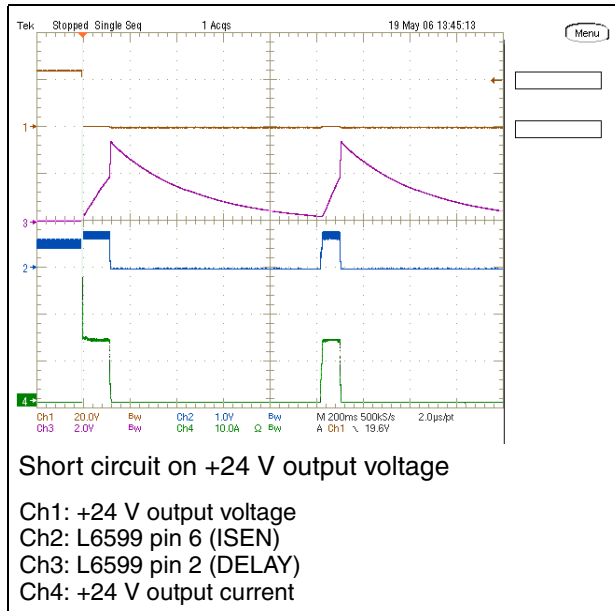 Tek Stopped Single Seq 1 Acqs 19 May 06 13:45:13
Menu
1
3
2
4
Ch1 20.0V Bw Ch2 1.0V Bw M 200ms 500kS/s 2.0µs/pt
Ch3 2.0V Bw Ch4 10.0A Ω Bw A Ch1 ∖ 19.6V
Short circuit on +24 V output voltage
Ch1: +24 V output voltage
Ch2: L6599 pin 6 (ISEN)
Ch3: L6599 pin 2 (DELAY)
Ch4: +24 V output current